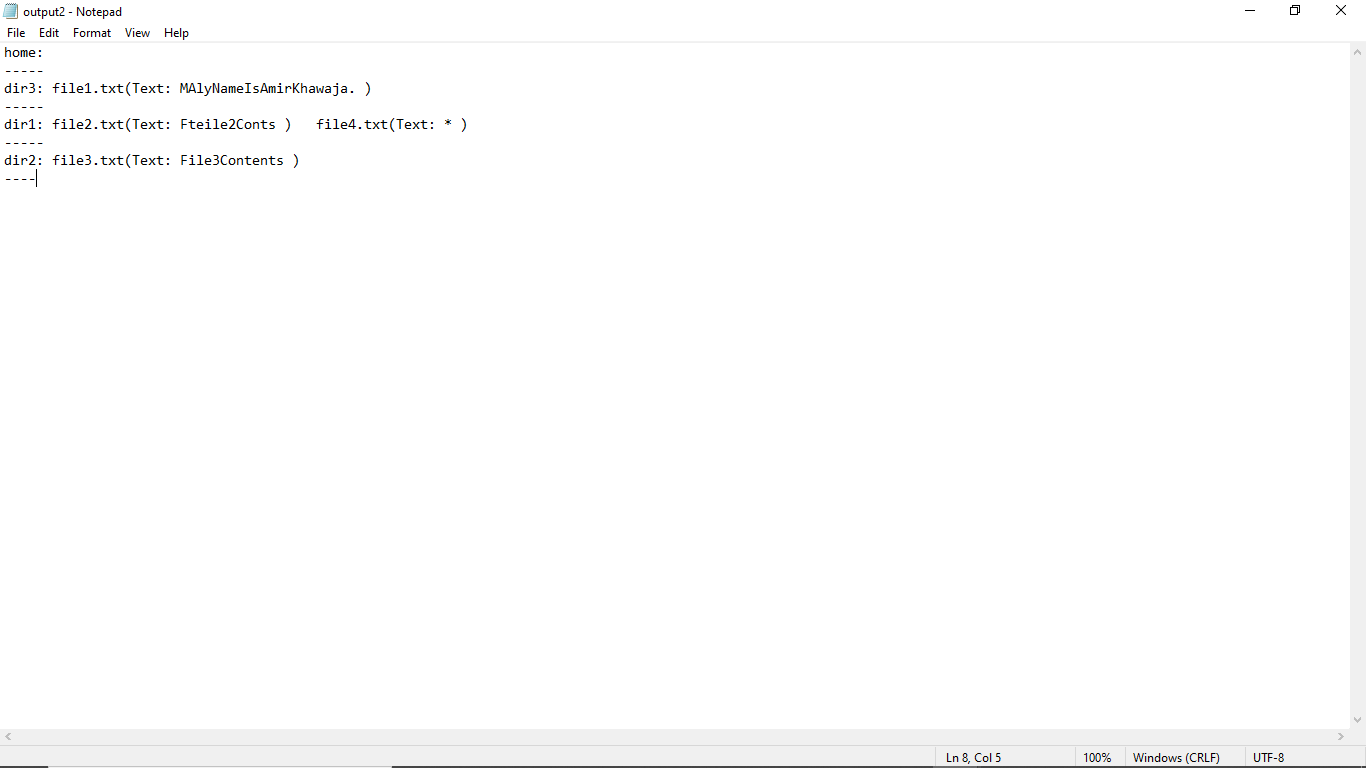 output2 - Notepad
File Edit Format View Help
home:
-----
dir3: file1.txt(Text: MAlyNameIsAmirKhawaja. )
-----
dir1: file2.txt(Text: Fteile2Conts )   file4.txt(Text: * )
-----
dir2: file3.txt(Text: File3Contents )
----
Ln 8, Col 5 100% Windows (CRLF) UTF-8